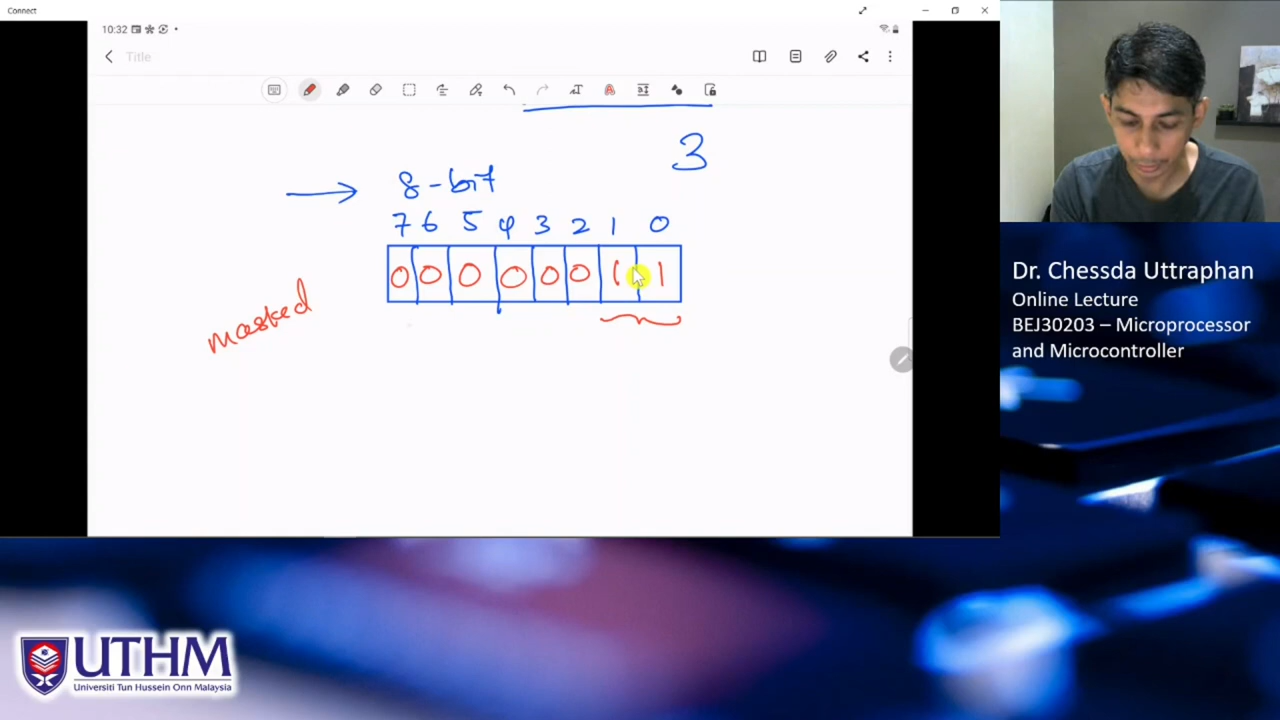 Connect
10:32
Title
3
8-bit
7 6 5 4 3 2 1 0
0 0 0 0 0 0 1 1
masked
Dr. Chessda Uttraphan
Online Lecture
BEJ30203 – Microprocessor
and Microcontroller
UTHM
Universiti Tun Hussein Onn Malaysia